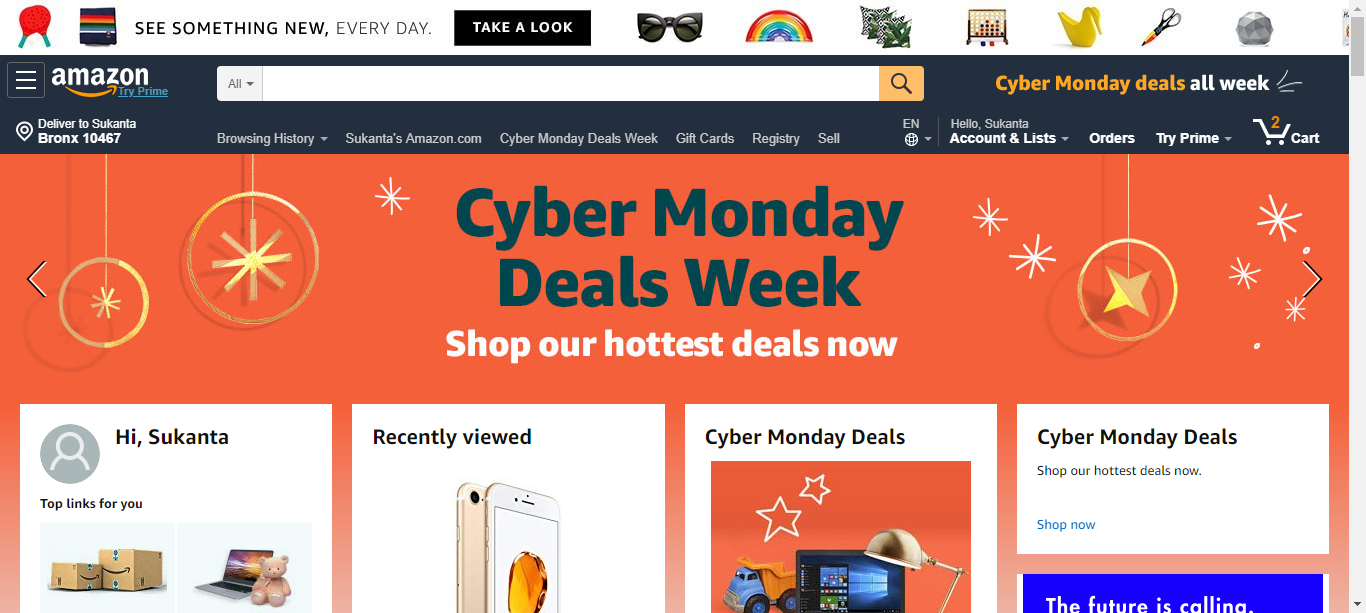 SEE SOMETHING NEW, EVERY DAY. TAKE A LOOK
amazon
Try Prime
All
Cyber Monday deals all week
Deliver to Sukanta
Bronx 10467
Browsing History
Sukanta's Amazon.com
Cyber Monday Deals Week
Gift Cards
Registry
Sell
EN
Hello, Sukanta
Account & Lists
Orders
Try Prime
2
Cart
Cyber Monday
Deals Week
Shop our hottest deals now
Hi, Sukanta
Top links for you
Recently viewed
Cyber Monday Deals
Cyber Monday Deals
Shop our hottest deals now.
Shop now
The future is calling.